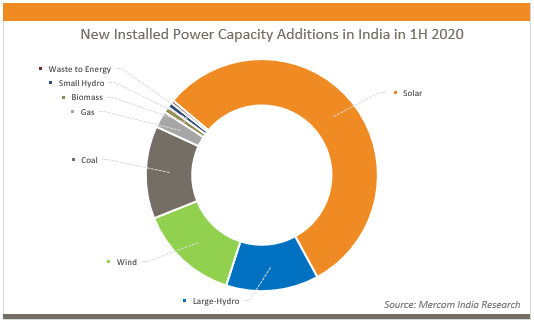 New Installed Power Capacity Additions in India in 1H 2020
Waste to Energy
Small Hydro
Biomass
Gas
Solar
Coal
Wind
Large-Hydro
Source: Mercom India Research